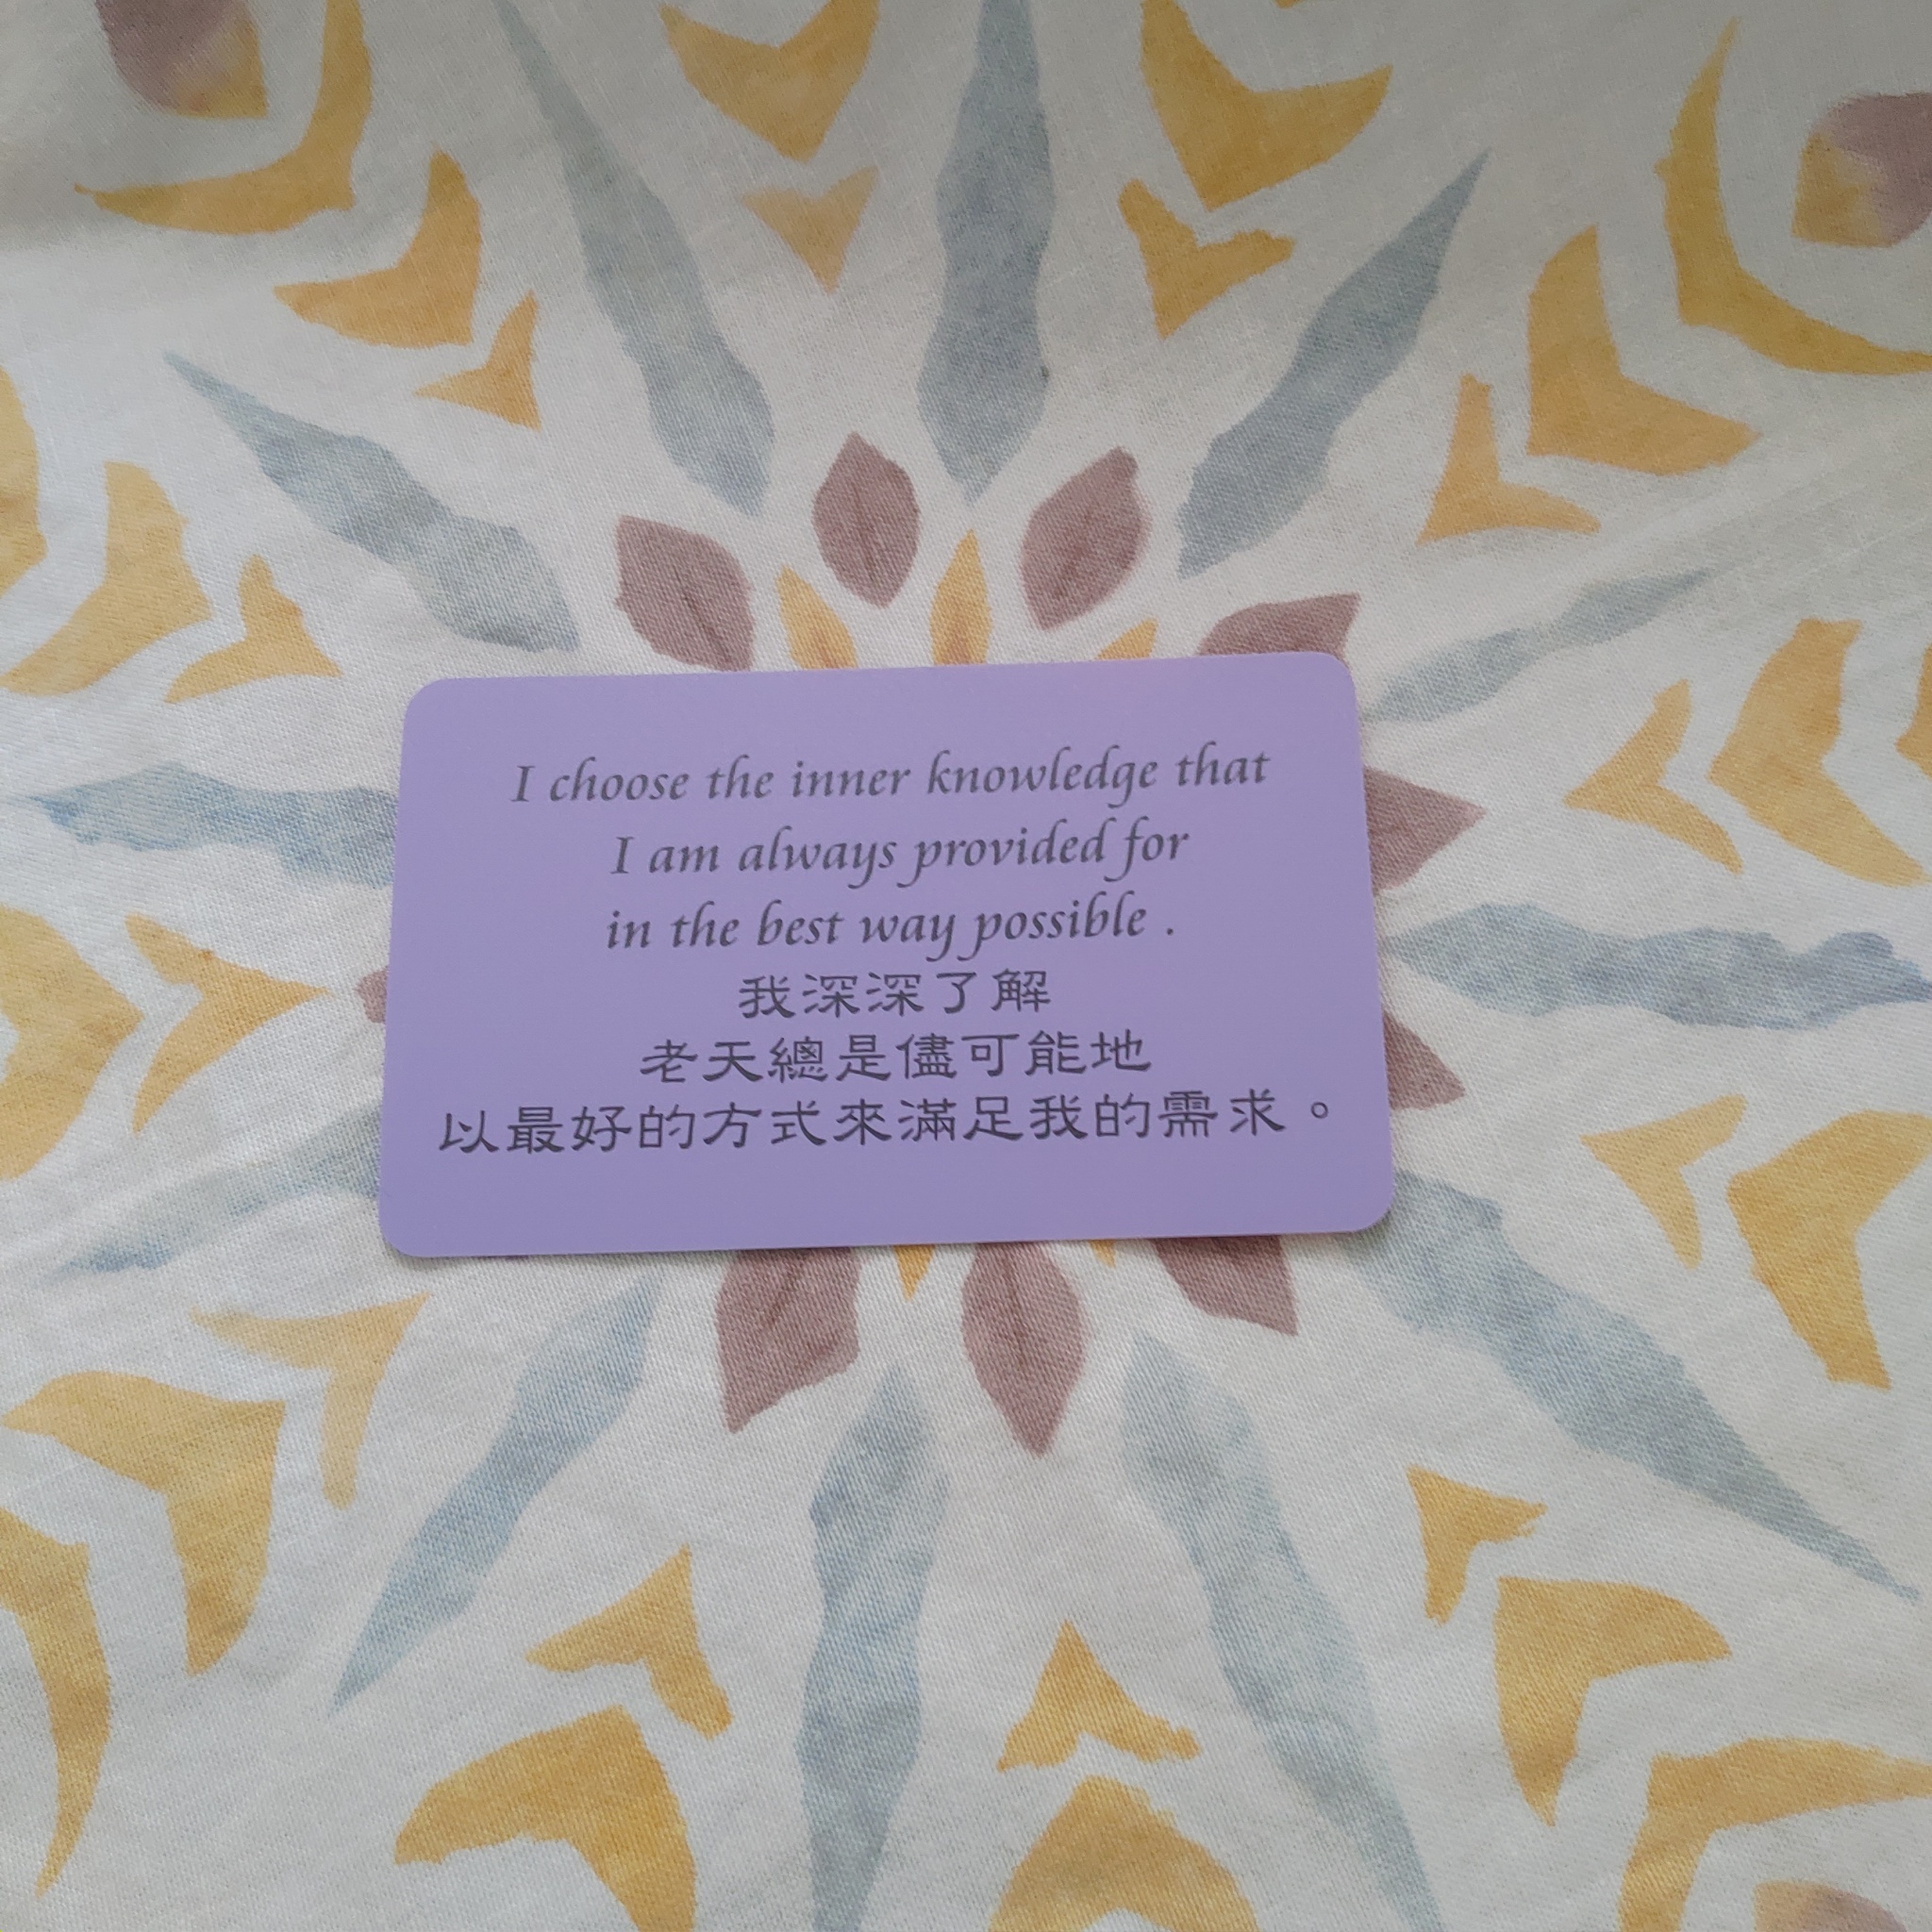 I choose the inner knowledge that
I am always provided for
in the best way possible .
我深深了解
老天總是儘可能地
以最好的方式來滿足我的需求。